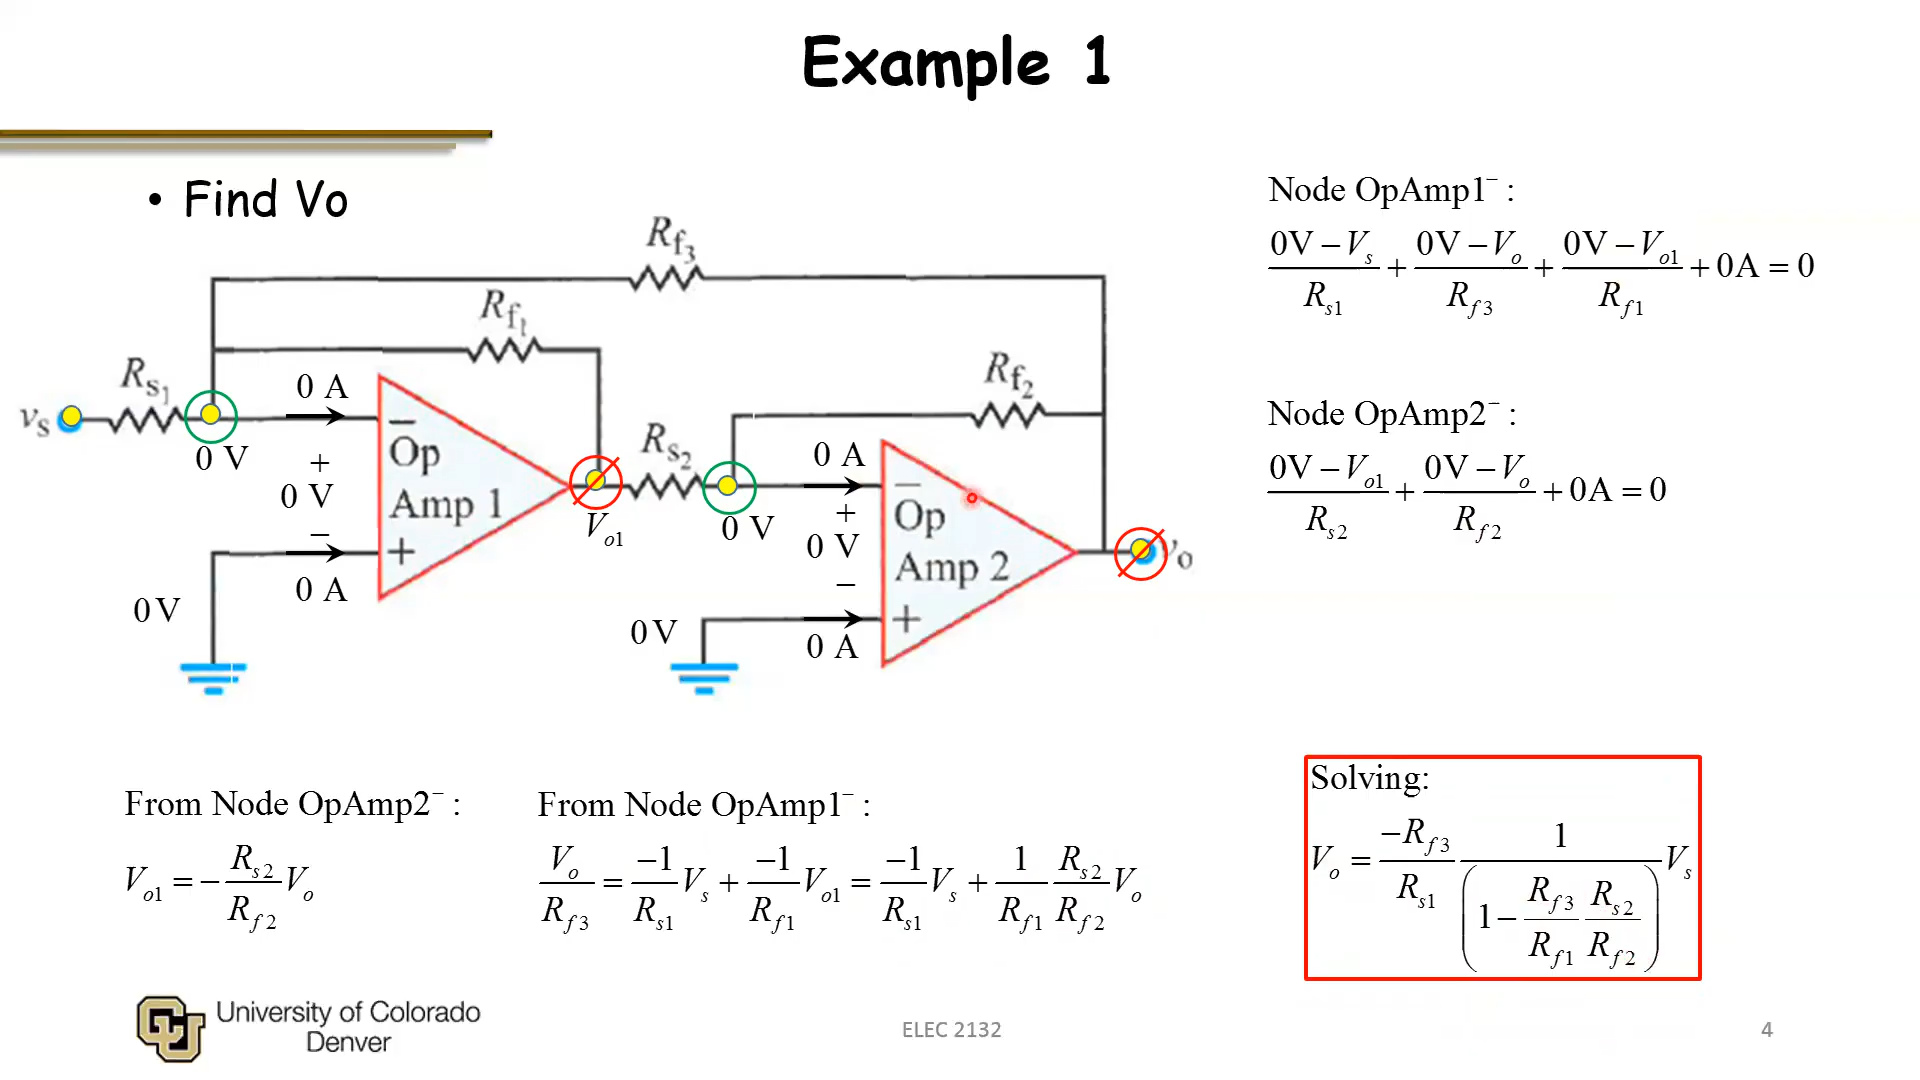 Example 1
• Find Vo
Node OpAmp1⁻ :
(0V − V_s)/R_s1 + (0V − V_o)/R_f3 + (0V − V_o1)/R_f1 + 0A = 0
Node OpAmp2⁻ :
(0V − V_o1)/R_s2 + (0V − V_o)/R_f2 + 0A = 0
R_f3
R_f1
R_s1
v_s
0 A
0 V
+
0 V
−
0 A
0 V
−
Op
Amp 1
+
V_o1
R_s2
R_f2
0 A
0 V
+
0 V
−
0 A
0 V
−
Op
Amp 2
+
v_o
From Node OpAmp2⁻ :
V_o1 = −(R_s2/R_f2) V_o
From Node OpAmp1⁻ :
V_o/R_f3 = (−1/R_s1) V_s + (−1/R_f1) V_o1 = (−1/R_s1) V_s + (1/R_f1)(R_s2/R_f2) V_o
Solving:
V_o = (−R_f3/R_s1) (1/(1 − (R_f3/R_f1)(R_s2/R_f2))) V_s
University of Colorado
Denver
ELEC 2132
4